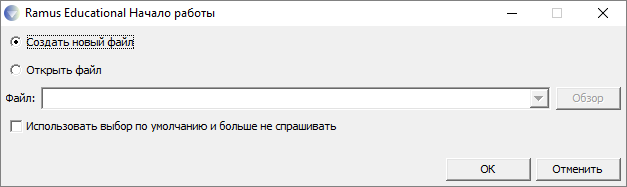 Ramus Educational Начало работы
Создать новый файл
Открыть файл
Файл: Обзор
Использовать выбор по умолчанию и больше не спрашивать
OK Отменить